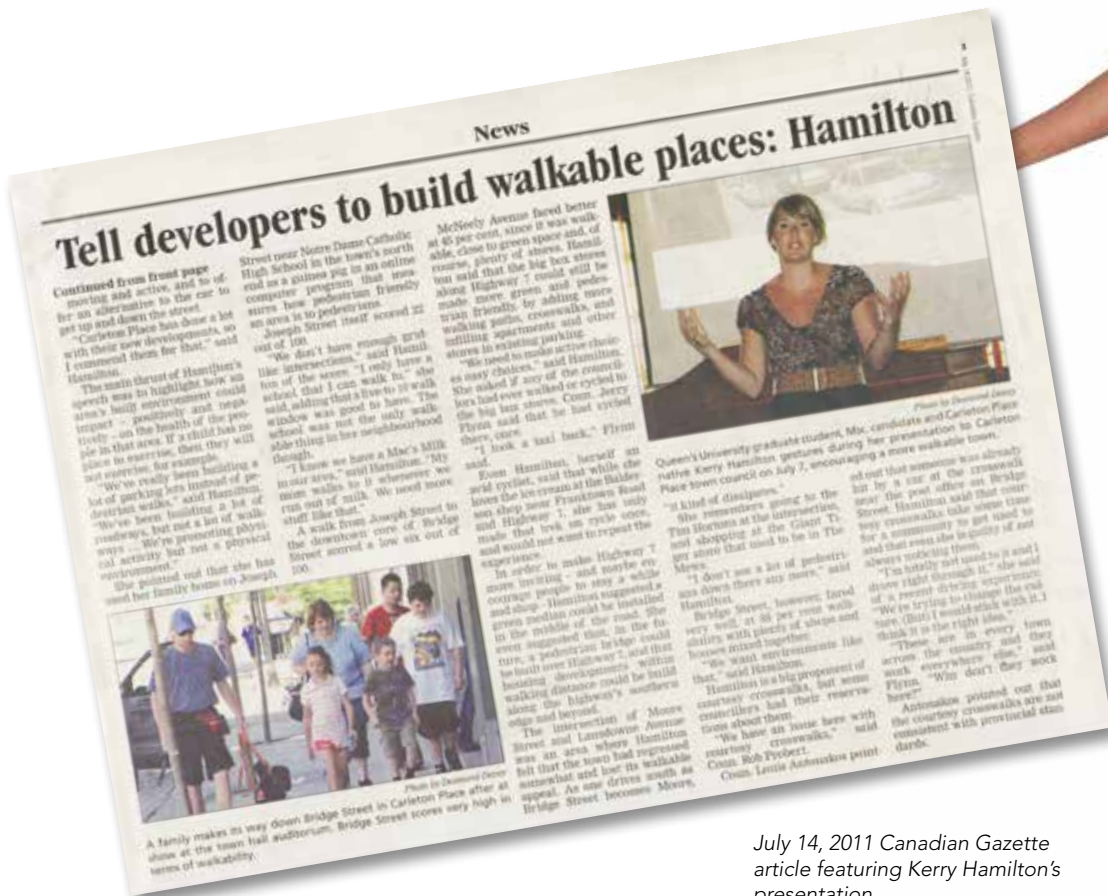 News
Tell developers to build walkable places: Hamilton
Continued from front page
moving and active, and to of-
fer an alternative to the car to
get up and down the street.
"Carleton Place has done a lot
with their new developments, so
I commend them for that," said
Hamilton.
The main thrust of Hamilton's
speech was to highlight how an
area's built environment could
impact - positively and nega-
tively - on the health of the peo-
ple in that area. If a child has no
place to exercise, then they will
not exercise, for example.
"We've really been building a
lot of parking lots instead of pe-
destrian walks," said Hamilton.
"We've been building a lot of
roadways, but not a lot of walk-
ways - We're promoting physi-
cal activity but not a physical
environment."
She pointed out that she has
used her family home on Joseph
Street near Notre Dame Catholic
High School in the town's north
end as a guinea pig in an online
computer program that mea-
sures how pedestrian friendly
an area is to pedestrians.
Joseph Street itself scored 22
out of 100.
"We don't have enough grid-
like intersections," said Hamil-
ton of the score. "I only have a
school that I can walk to," she
said, adding that a five to 10 walk
window was good to have. The
school was not the only walk-
able thing in her neighbourhood
though.
"I know we have a Mac's Milk
in our area," said Hamilton. "My
mom walks to it whenever we
run out of milk. We need more
stuff like that."
A walk from Joseph Street to
the downtown core of Bridge
Street scored a low six out of
100.
McNeely Avenue fared better
at 45 per cent, since it was walk-
able, close to green space and, of
course, plenty of stores. Hamil-
ton said that the big box stores
along Highway 7 could still be
made more green and pedes-
trian friendly, by adding more
walking paths, crosswalks, and
infilling apartments and other
stores in existing parking.
"We need to make active choic-
es easy choices," said Hamilton.
She asked if any of the council-
lors had ever walked or cycled to
the big box stores. Coun. Jerry
Flynn said that he had cycled
there, once.
"I took a taxi back," Flynn
said.
Even Hamilton, herself an
avid cyclist, said that while she
loves the ice cream at the Balder-
son shop near Franktown Road
and Highway 7, she has only
made that trek on cycle once,
and would not want to repeat the
experience.
In order to make Highway 7
more inviting - and maybe en-
courage people to stay a while
and shop - Hamilton suggested a
green median could be installed
in the middle of the road. She
even suggested that, in the fu-
ture, a pedestrian bridge could
be built over Highway 7, and that
building developments within
walking distance could be build
along the highway's southern
edge and beyond.
The intersection of Moore
Street and Lansdowne Avenue
was an area where Hamilton
felt that the town had regressed
somewhat and lost its walkable
appeal. As one drives south as
Bridge Street becomes Moore,
"it kind of dissipates."
She remembers going to the
Tim Hortons at the intersection,
and shopping at the Giant Ti-
ger store that used to be in The
Mews.
"I don't see a lot of pedestri-
ans down there any more," said
Hamilton.
Bridge Street, however, fared
very well, at 86 per cent walk-
ability, with plenty of shops and
houses mixed together.
"We want environments like
that," said Hamilton.
Hamilton is a big proponent of
courtesy crosswalks, but some
councillors had their reserva-
tions about them.
"We have an issue here with
courtesy crosswalks," said
Coun. Rob Probert.
Coun. Louis Antonakos point-
ed out that someone was already
hit by a car at the crosswalk
near the post office on Bridge
Street. Hamilton said that cour-
tesy crosswalks take some time
for a community to get used to
and that even she is guilty of not
always noticing them.
"I'm totally not used to it and I
drove right through it," she said
of a recent driving experience.
"We're trying to change the cul-
ture. (But) I would stick with it. I
think it is the right idea."
"These are in every town
across the country and they
work everywhere else," said
Flynn. "Why don't they work
here?"
Antonakos pointed out that
the courtesy crosswalks are not
consistent with provincial stan-
dards.
Photo by Desmond Devoy
Queen's University graduate student, Msc. candidate and Carleton Place
native Kerry Hamilton gestures during her presentation to Carleton
Place town council on July 7, encouraging a more walkable town.
Photo by Desmond Devoy
A family makes its way down Bridge Street in Carleton Place after a
show at the town hall auditorium. Bridge Street scores very high in
terms of walkability.
July 14, 2011 Canadian Gazette
article featuring Kerry Hamilton's
presentation